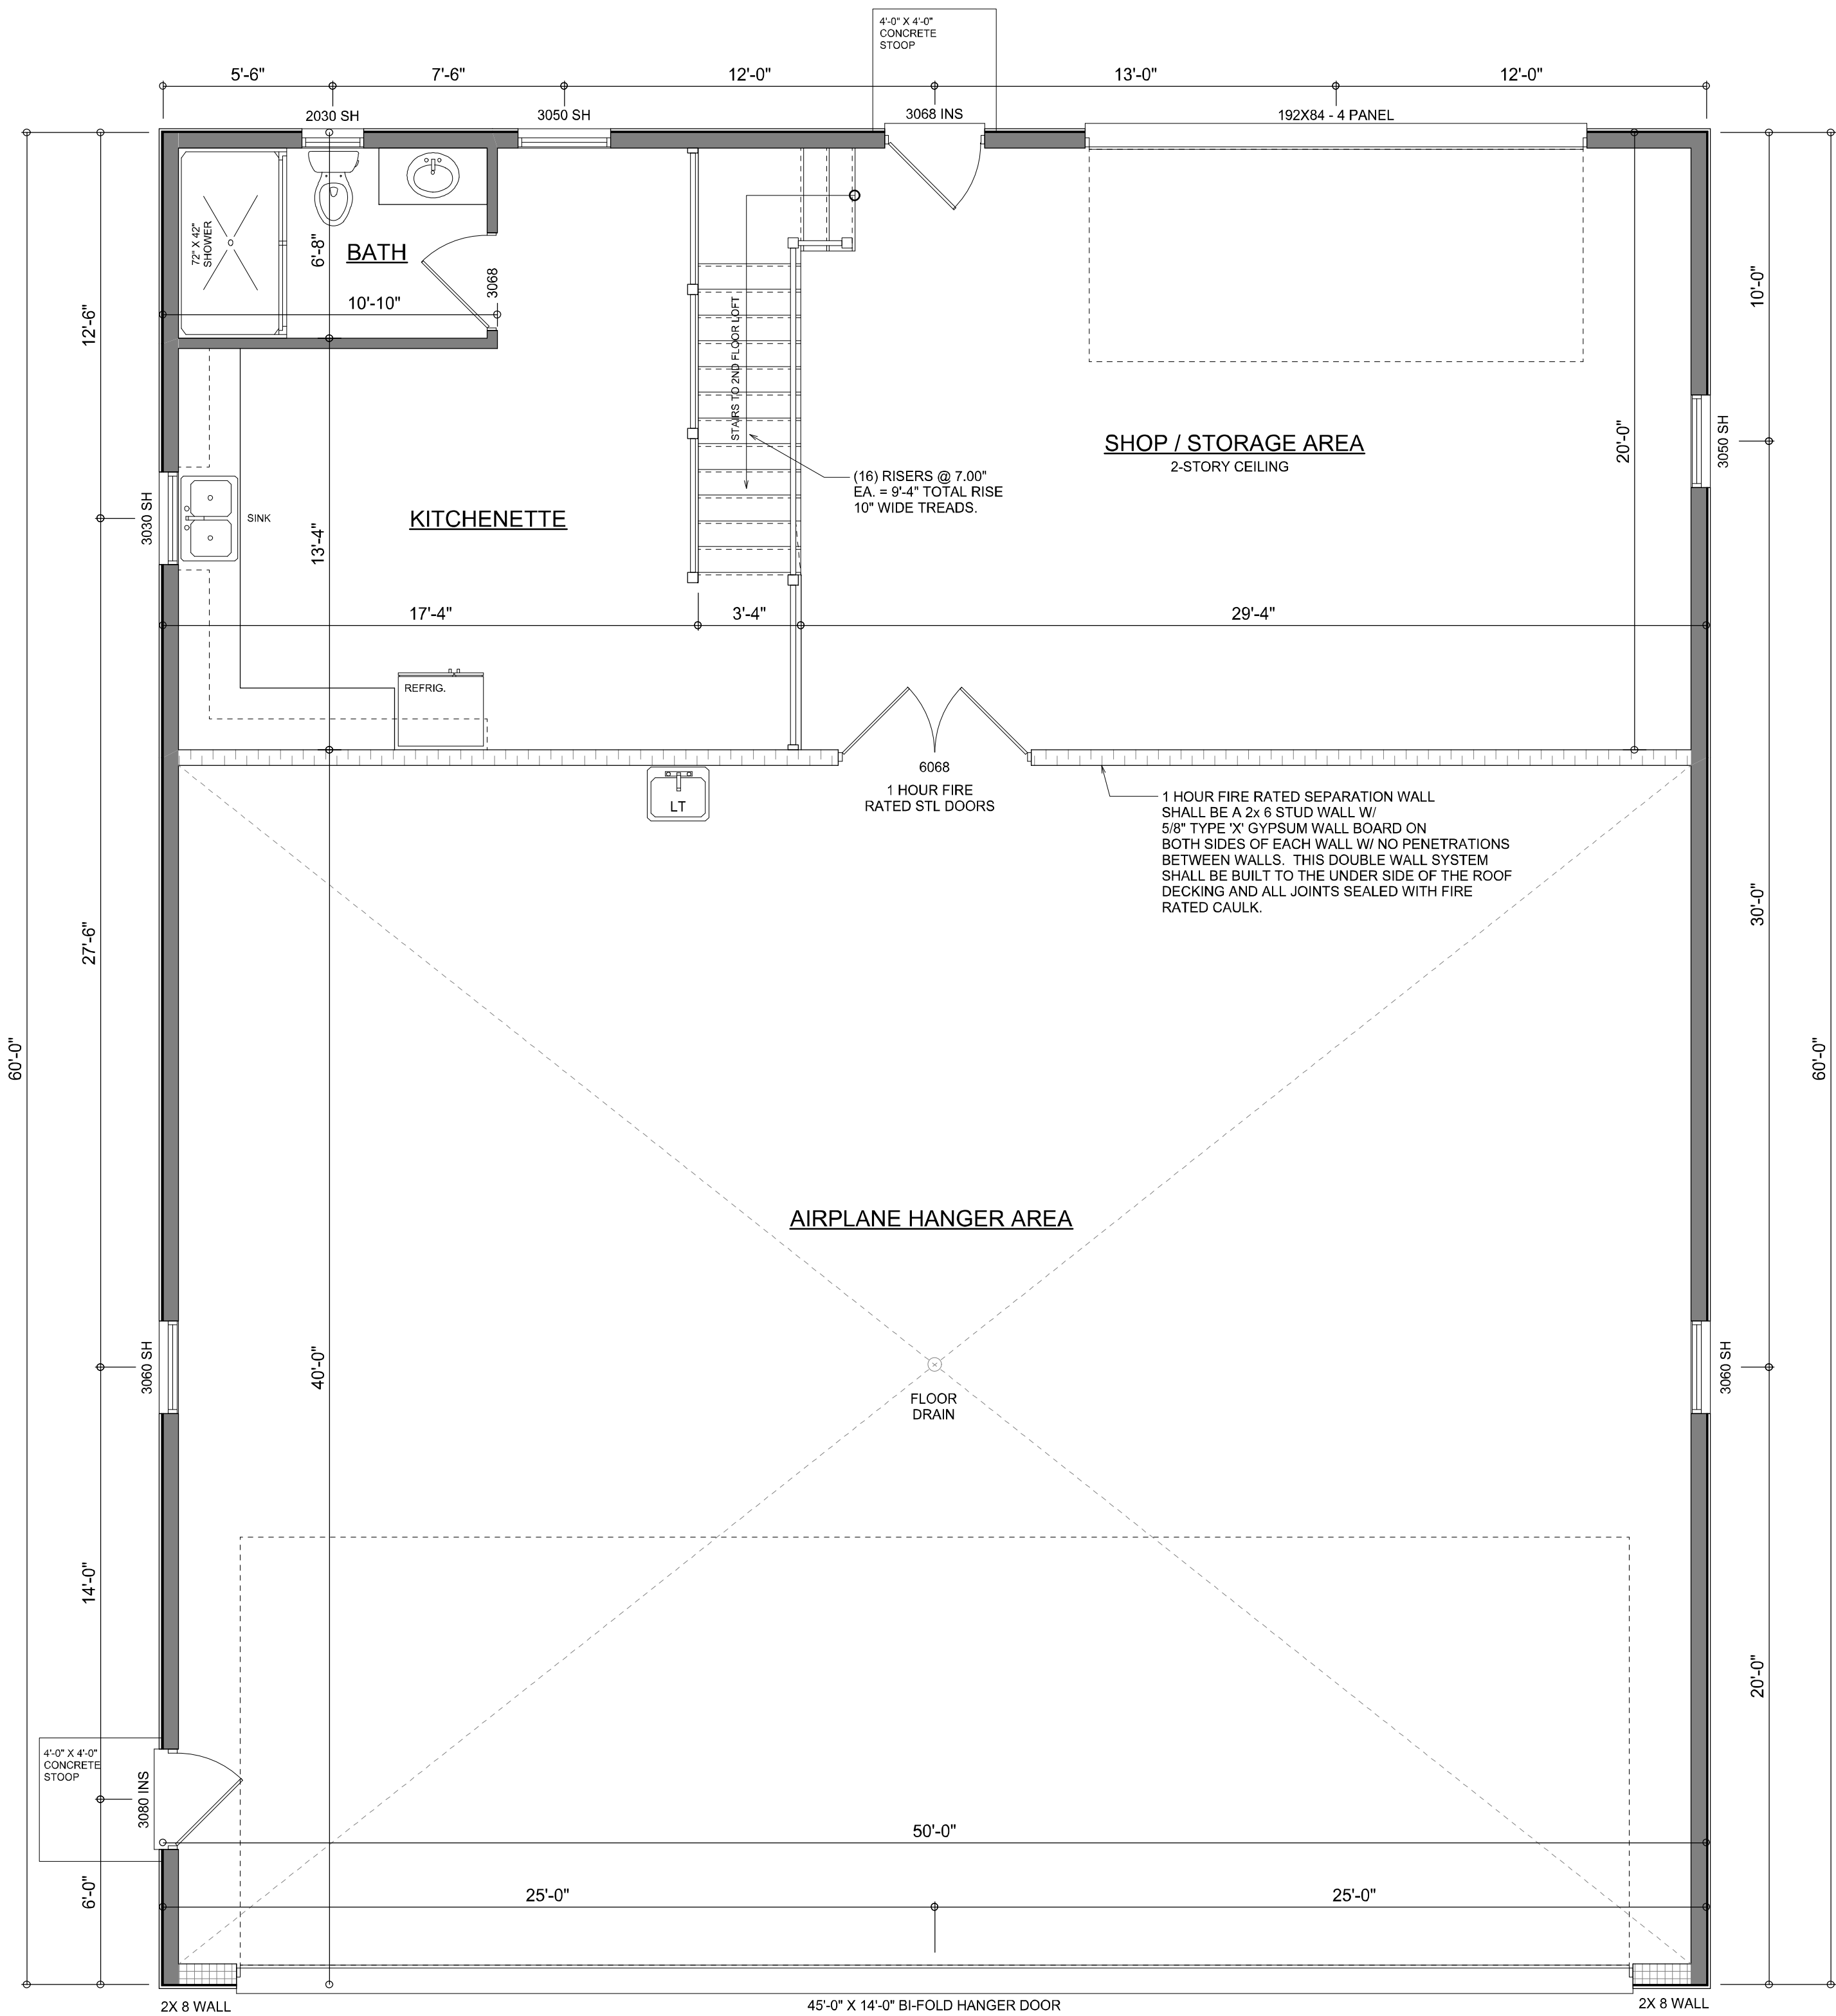 4'-0" X 4'-0"
CONCRETE
STOOP
5'-6"
7'-6"
12'-0"
13'-0"
12'-0"
2030 SH
3050 SH
3068 INS
192X84 - 4 PANEL
72" X 42"
SHOWER
6'-8"
BATH
10'-10"
3068
12'-6"
10'-0"
STAIRS TO 2ND FLOOR LOFT
SHOP / STORAGE AREA
2-STORY CEILING
20'-0"
3050 SH
(16) RISERS @ 7.00"
EA. = 9'-4" TOTAL RISE
10" WIDE TREADS.
3030 SH
SINK
KITCHENETTE
13'-4"
17'-4"
3'-4"
29'-4"
REFRIG.
6068
1 HOUR FIRE
RATED STL DOORS
LT
1 HOUR FIRE RATED SEPARATION WALL
SHALL BE A 2x 6 STUD WALL W/
5/8" TYPE 'X' GYPSUM WALL BOARD ON
BOTH SIDES OF EACH WALL W/ NO PENETRATIONS
BETWEEN WALLS. THIS DOUBLE WALL SYSTEM
SHALL BE BUILT TO THE UNDER SIDE OF THE ROOF
DECKING AND ALL JOINTS SEALED WITH FIRE
RATED CAULK.
27'-6"
30'-0"
60'-0"
60'-0"
AIRPLANE HANGER AREA
3060 SH
40'-0"
3060 SH
FLOOR
DRAIN
14'-0"
20'-0"
4'-0" X 4'-0"
CONCRETE
STOOP
3080 INS
50'-0"
6'-0"
25'-0"
25'-0"
2X 8 WALL
45'-0" X 14'-0" BI-FOLD HANGER DOOR
2X 8 WALL